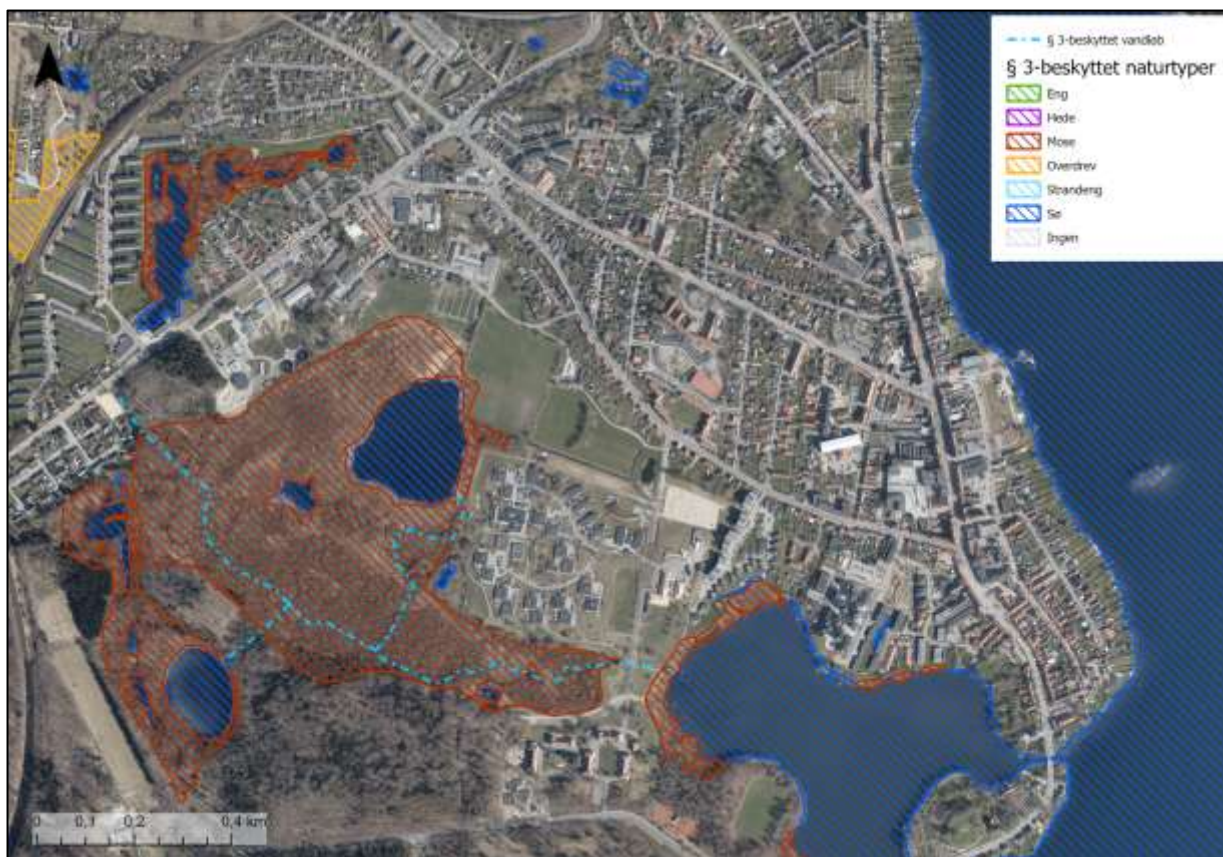 § 3-beskyttet vandløb
§ 3-beskyttet naturtyper
Eng
Hede
Mose
Overdrev
Strandeng
Sø
Ingen
0 0,1 0,2 0,4 km